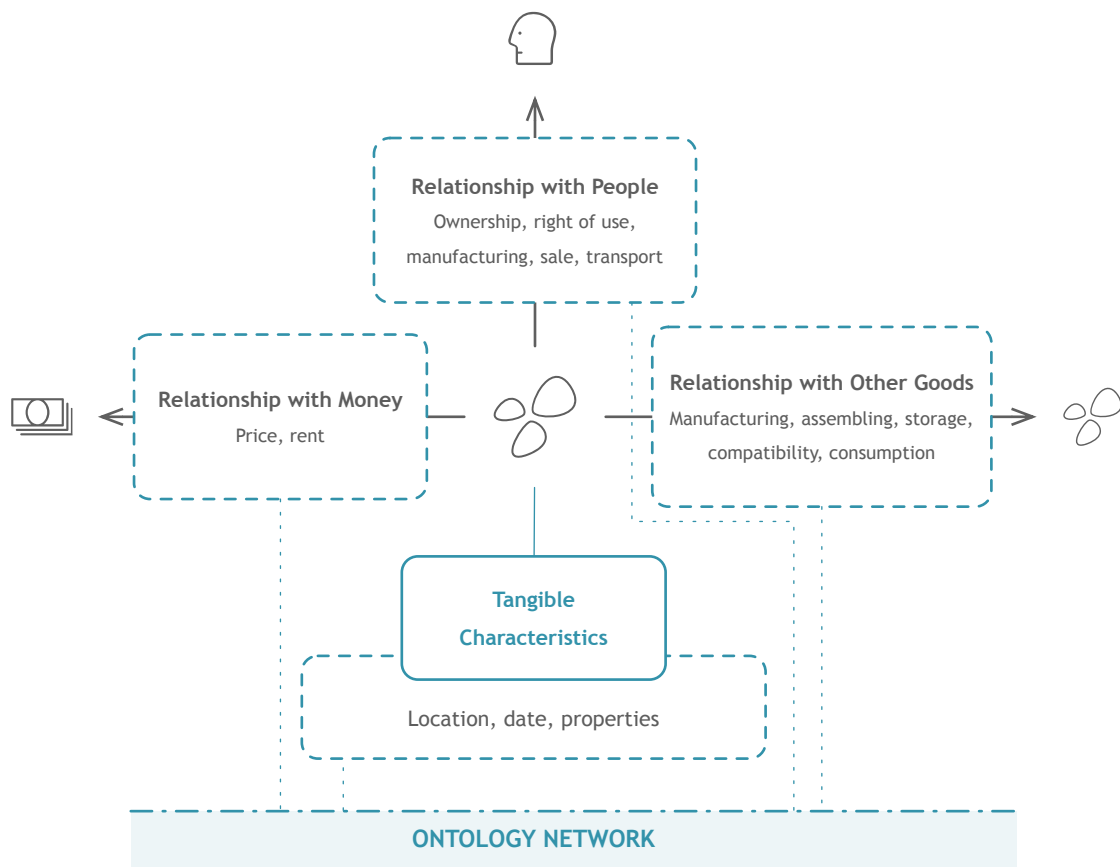 Relationship with People
Ownership, right of use,
manufacturing, sale, transport
Relationship with Money
Price, rent
Relationship with Other Goods
Manufacturing, assembling, storage,
compatibility, consumption
Tangible
Characteristics
Location, date, properties
ONTOLOGY NETWORK